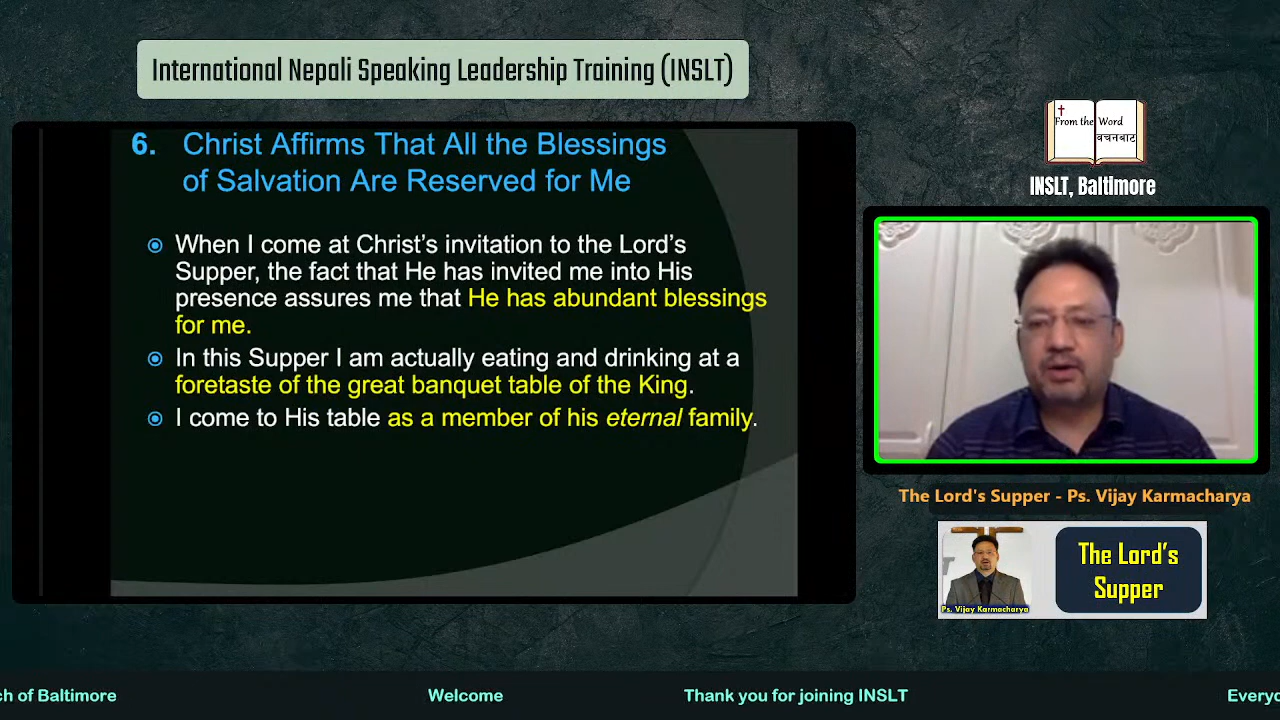 International Nepali Speaking Leadership Training (INSLT)
6. Christ Affirms That All the Blessings
of Salvation Are Reserved for Me
When I come at Christ's invitation to the Lord's
Supper, the fact that He has invited me into His
presence assures me that He has abundant blessings
for me.
In this Supper I am actually eating and drinking at a
foretaste of the great banquet table of the King.
I come to His table as a member of his eternal family.
From the Word
वचनबाट
INSLT, Baltimore
The Lord's Supper - Ps. Vijay Karmacharya
The Lord's
Supper
Ps. Vijay Karmacharya
ch of Baltimore Welcome Thank you for joining INSLT Everyo